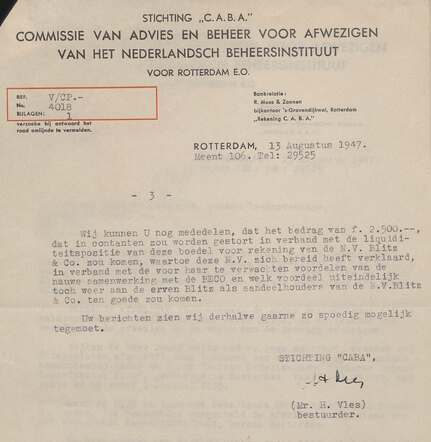 STICHTING „C.A.B.A."
COMMISSIE VAN ADVIES EN BEHEER VOOR AFWEZIGEN
VAN HET NEDERLANDSCH BEHEERSINSTITUUT
VOOR ROTTERDAM E.O.
REF. V/CP.-
No. 4018
BIJLAGEN: 1
verzoeke bij antwoord het
rood omlijnde te vermelden.
Bankrelatie:
R. Mees & Zoonen
bijkantoor 's-Gravendijkwal, Rotterdam
„Rekening C.A.B.A."
ROTTERDAM, 13 Augustus 1947.
Meent 106. Tel: 29525
- 3 -
Wij kunnen U nog mededelen, dat het bedrag van f. 2.500.--,
dat in contanten zou worden gestort in verband met de liquidi-
teitspositie van deze boedel voor rekening van de N.V. Blitz
& Co. zou komen, waartoe deze N.V. zich bereid heeft verklaard,
in verband met de voor haar te verwachten voordelen van de
nauwe samenwerking met de BECO en welk voordeel uiteindelijk
toch weer aan de erven Blitz als aandeelhouders van de N.V.Blitz
& Co. ten goede zou komen.
Uw berichten zien wij derhalve gaarne zo spoedig mogelijk
tegemoet.
STICHTING "CABA",
(Mr. H. Vles)
bestuurder.